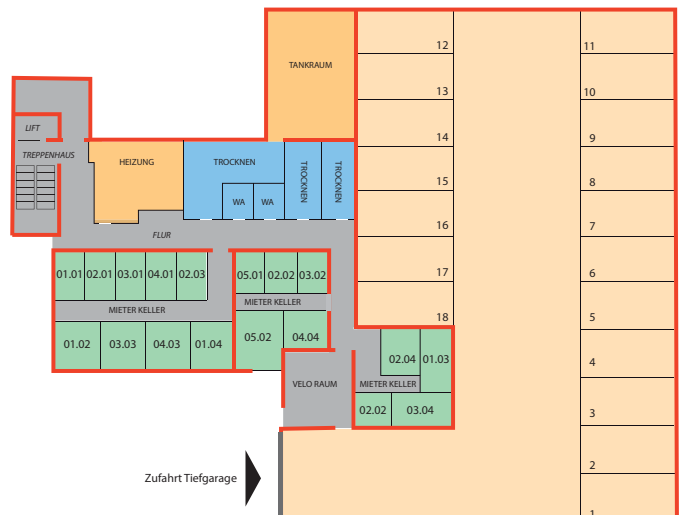 12
11
TANKRAUM
13
10
LIFT
14
9
TREPPENHAUS
HEIZUNG
TROCKNEN
TROCKNEN
TROCKNEN
15
8
WA
WA
16
7
FLUR
01.01 02.01 03.01 04.01 02.03
05.01 02.02 03.02
17
6
MIETER KELLER
MIETER KELLER
18
5
01.02 03.03 04.03 01.04
05.02 04.04
02.04 01.03
4
VELO RAUM
MIETER KELLER
02.02 03.04
3
2
Zufahrt Tiefgarage
1